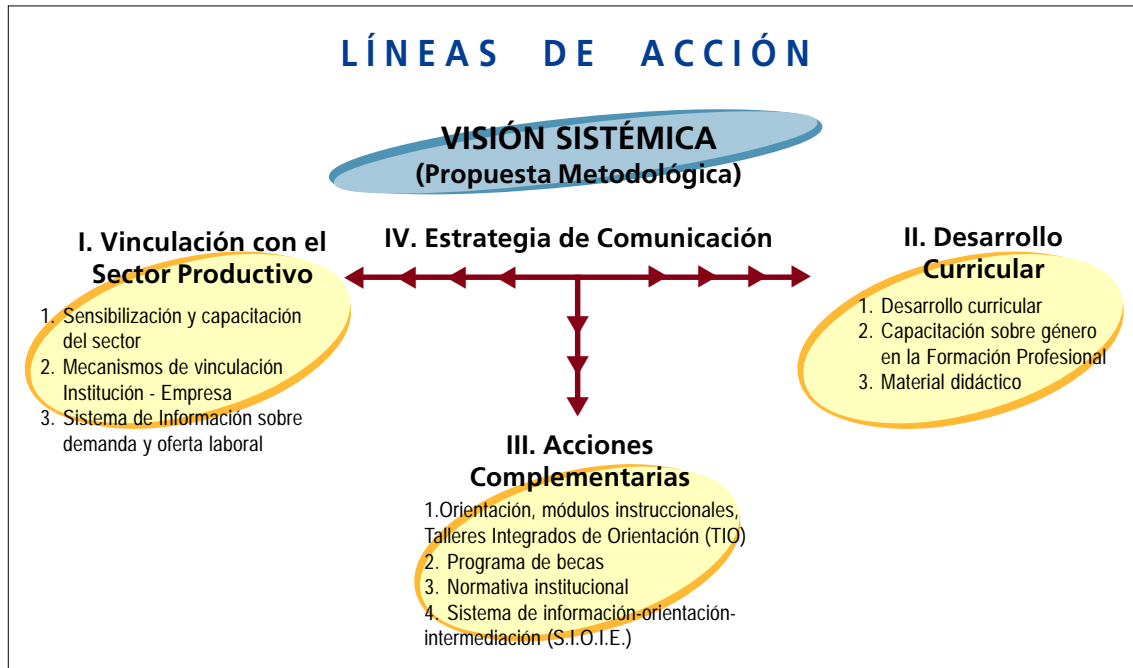 LÍNEAS DE ACCIÓN
VISIÓN SISTÉMICA
(Propuesta Metodológica)
I. Vinculación con el
Sector Productivo
1. Sensibilización y capacitación
del sector
2. Mecanismos de vinculación
Institución - Empresa
3. Sistema de Información sobre
demanda y oferta laboral
IV. Estrategia de Comunicación
II. Desarrollo
Curricular
1. Desarrollo curricular
2. Capacitación sobre género
en la Formación Profesional
3. Material didáctico
III. Acciones
Complementarias
1.Orientación, módulos instruccionales,
Talleres Integrados de Orientación (TIO)
2. Programa de becas
3. Normativa institucional
4. Sistema de información-orientación-
intermediación (S.I.O.I.E.)